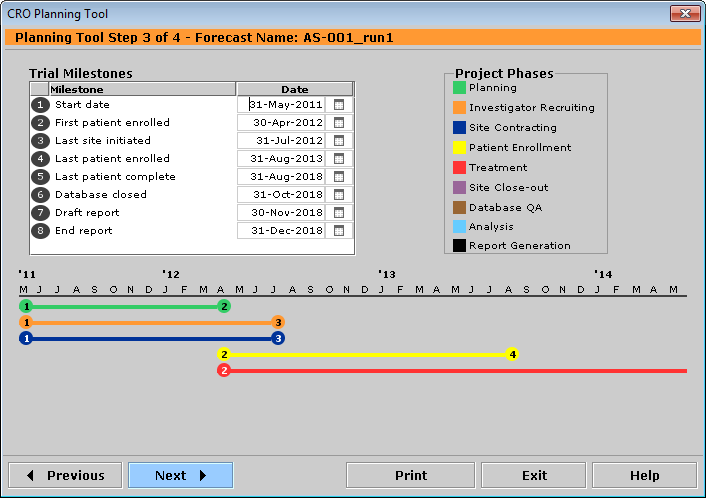 CRO Planning Tool
Planning Tool Step 3 of 4 - Forecast Name: AS-001_run1
Trial Milestones
Milestone Date
1 Start date 31-May-2011
2 First patient enrolled 30-Apr-2012
3 Last site initiated 31-Jul-2012
4 Last patient enrolled 31-Aug-2013
5 Last patient complete 31-Aug-2018
6 Database closed 31-Oct-2018
7 Draft report 30-Nov-2018
8 End report 31-Dec-2018
Project Phases
Planning
Investigator Recruiting
Site Contracting
Patient Enrollment
Treatment
Site Close-out
Database QA
Analysis
Report Generation
'11 '12 '13 '14
M J J A S O N D J F M A M J J A S O N D J F M A M J J A S O N D J F M A M
1 2
1 3
1 3
2 4
2
Previous Next Print Exit Help